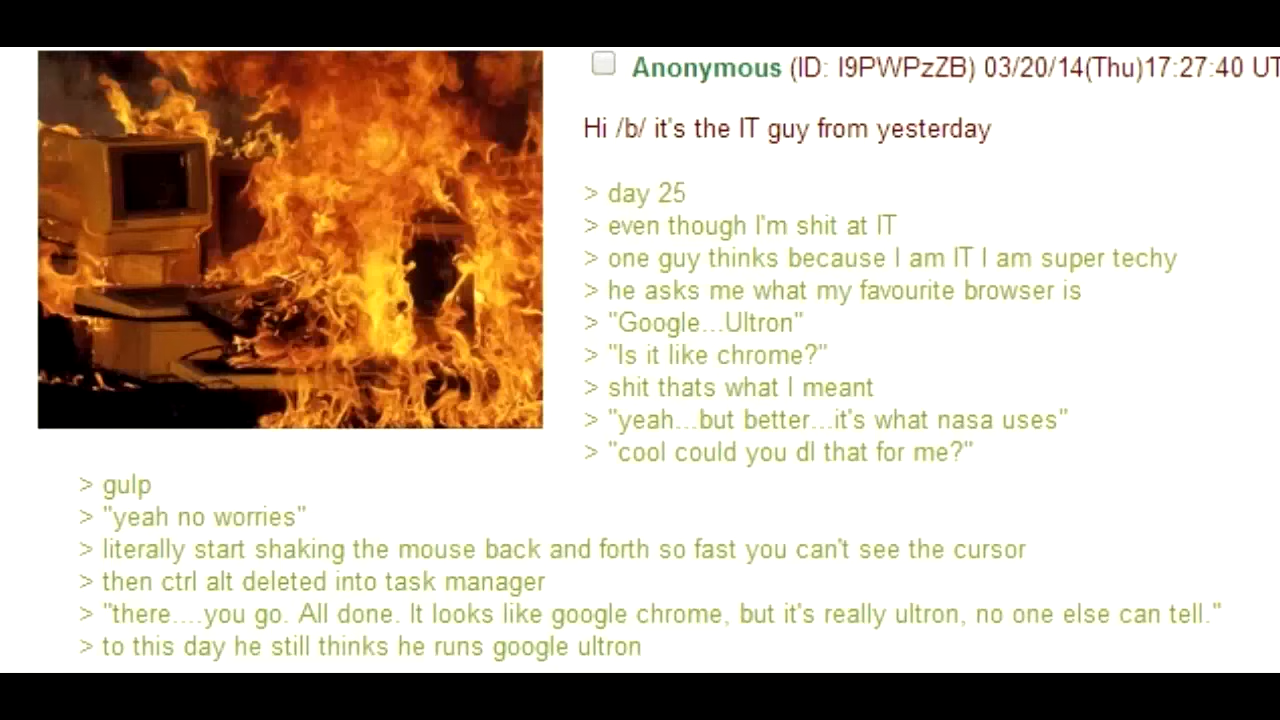 Anonymous (ID: I9PWPzZB) 03/20/14(Thu)17:27:40 UT
Hi /b/ it's the IT guy from yesterday
> day 25
> even though I'm shit at IT
> one guy thinks because I am IT I am super techy
> he asks me what my favourite browser is
> "Google...Ultron"
> "Is it like chrome?"
> shit thats what I meant
> "yeah...but better...it's what nasa uses"
> "cool could you dl that for me?"
> gulp
> "yeah no worries"
> literally start shaking the mouse back and forth so fast you can't see the cursor
> then ctrl alt deleted into task manager
> "there....you go. All done. It looks like google chrome, but it's really ultron, no one else can tell."
> to this day he still thinks he runs google ultron